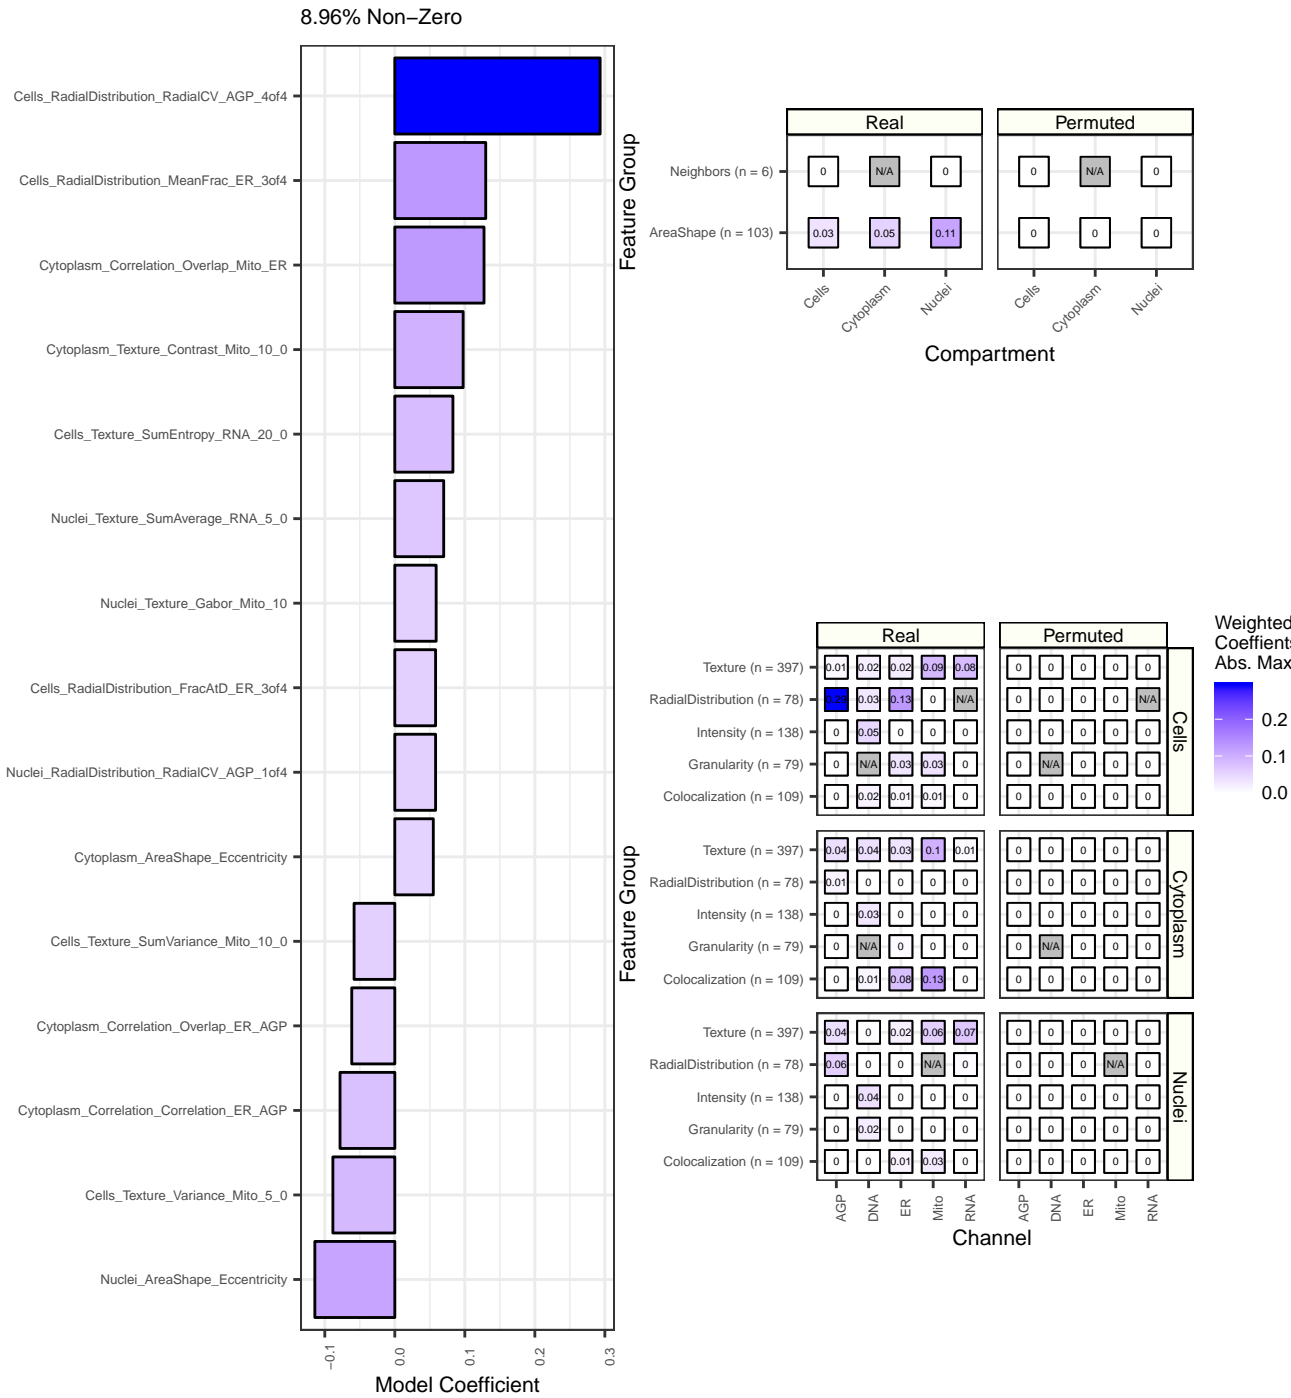 8.96% Non−Zero
Cells_RadialDistribution_RadialCV_AGP_4of4
Cells_RadialDistribution_MeanFrac_ER_3of4
Cytoplasm_Correlation_Overlap_Mito_ER
Cytoplasm_Texture_Contrast_Mito_10_0
Cells_Texture_SumEntropy_RNA_20_0
Nuclei_Texture_SumAverage_RNA_5_0
Nuclei_Texture_Gabor_Mito_10
Cells_RadialDistribution_FracAtD_ER_3of4
Nuclei_RadialDistribution_RadialCV_AGP_1of4
Cytoplasm_AreaShape_Eccentricity
Cells_Texture_SumVariance_Mito_10_0
Cytoplasm_Correlation_Overlap_ER_AGP
Cytoplasm_Correlation_Correlation_ER_AGP
Cells_Texture_Variance_Mito_5_0
Nuclei_AreaShape_Eccentricity
−0.1 0.0 0.1 0.2 0.3
Model Coefficient
Feature Group
Real Permuted
Neighbors (n = 6) 0 N/A 0 0 N/A 0
AreaShape (n = 103) 0.03 0.05 0.11 0 0 0
Cells Cytoplasm Nuclei Cells Cytoplasm Nuclei
Compartment
Feature Group
Real Permuted
Texture (n = 397) 0.01 0.02 0.02 0.09 0.08 0 0 0 0 0
RadialDistribution (n = 78) 0.29 0.03 0.13 0 N/A 0 0 0 0 N/A
Intensity (n = 138) 0 0.05 0 0 0 0 0 0 0 0
Granularity (n = 79) 0 N/A 0.03 0.03 0 0 N/A 0 0 0
Colocalization (n = 109) 0 0.02 0.01 0.01 0 0 0 0 0 0
Cells
Texture (n = 397) 0.04 0.04 0.03 0.1 0.01 0 0 0 0 0
RadialDistribution (n = 78) 0.01 0 0 0 0 0 0 0 0 0
Intensity (n = 138) 0 0.03 0 0 0 0 0 0 0 0
Granularity (n = 79) 0 N/A 0 0 0 0 N/A 0 0 0
Colocalization (n = 109) 0 0.01 0.08 0.13 0 0 0 0 0 0
Cytoplasm
Texture (n = 397) 0.04 0 0.02 0.06 0.07 0 0 0 0 0
RadialDistribution (n = 78) 0.06 0 0 N/A 0 0 0 0 N/A 0
Intensity (n = 138) 0 0.04 0 0 0 0 0 0 0 0
Granularity (n = 79) 0 0.02 0 0 0 0 0 0 0 0
Colocalization (n = 109) 0 0 0.01 0.03 0 0 0 0 0 0
Nuclei
AGP DNA ER Mito RNA AGP DNA ER Mito RNA
Channel
Weighted
Coeffients
Abs. Max
0.2
0.1
0.0